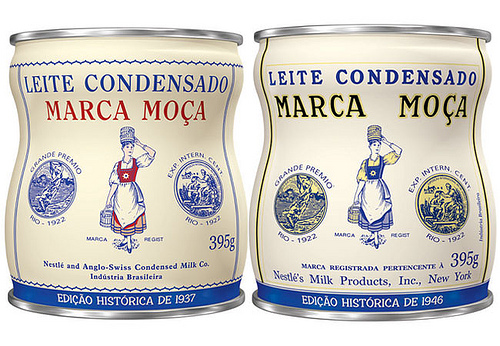 LEITE CONDENSADO
MARCA MOÇA
GRANDE PREMIO
RIO - 1922
EXP. INTERN. CENT.
RIO - 1922
MARCA REGIST
395g
Nestlé and Anglo-Swiss Condensed Milk Co.
Indústria Brasileira
EDIÇÃO HISTÓRICA DE 1937
LEITE CONDENSADO
MARCA MOÇA
GRANDE PREMIO
RIO - 1922
EXP. INTERN. CENT.
RIO - 1922
Indústria Brasileira
MARCA REGIST
395g
MARCA REGISTRADA PERTENCENTE À
Nestlé's Milk Products, Inc., New York
EDIÇÃO HISTÓRICA DE 1946